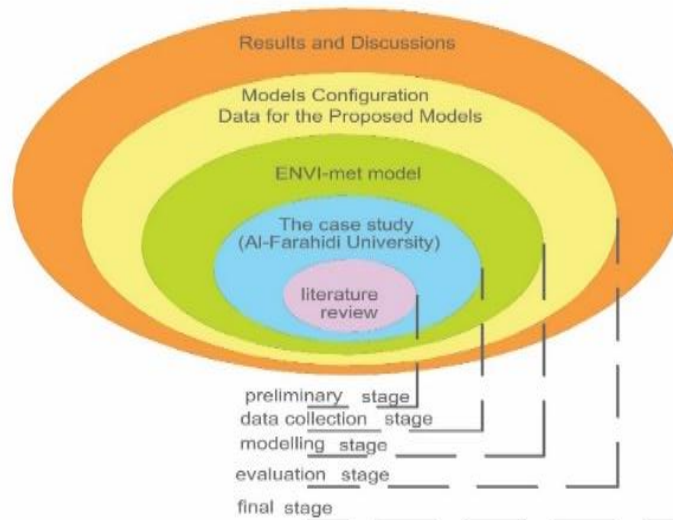 Results and Discussions
Models Configuration
Data for the Proposed Models
ENVI-met model
The case study
(Al-Farahidi University)
literature
review
preliminary stage
data collection stage
modelling stage
evaluation stage
final stage